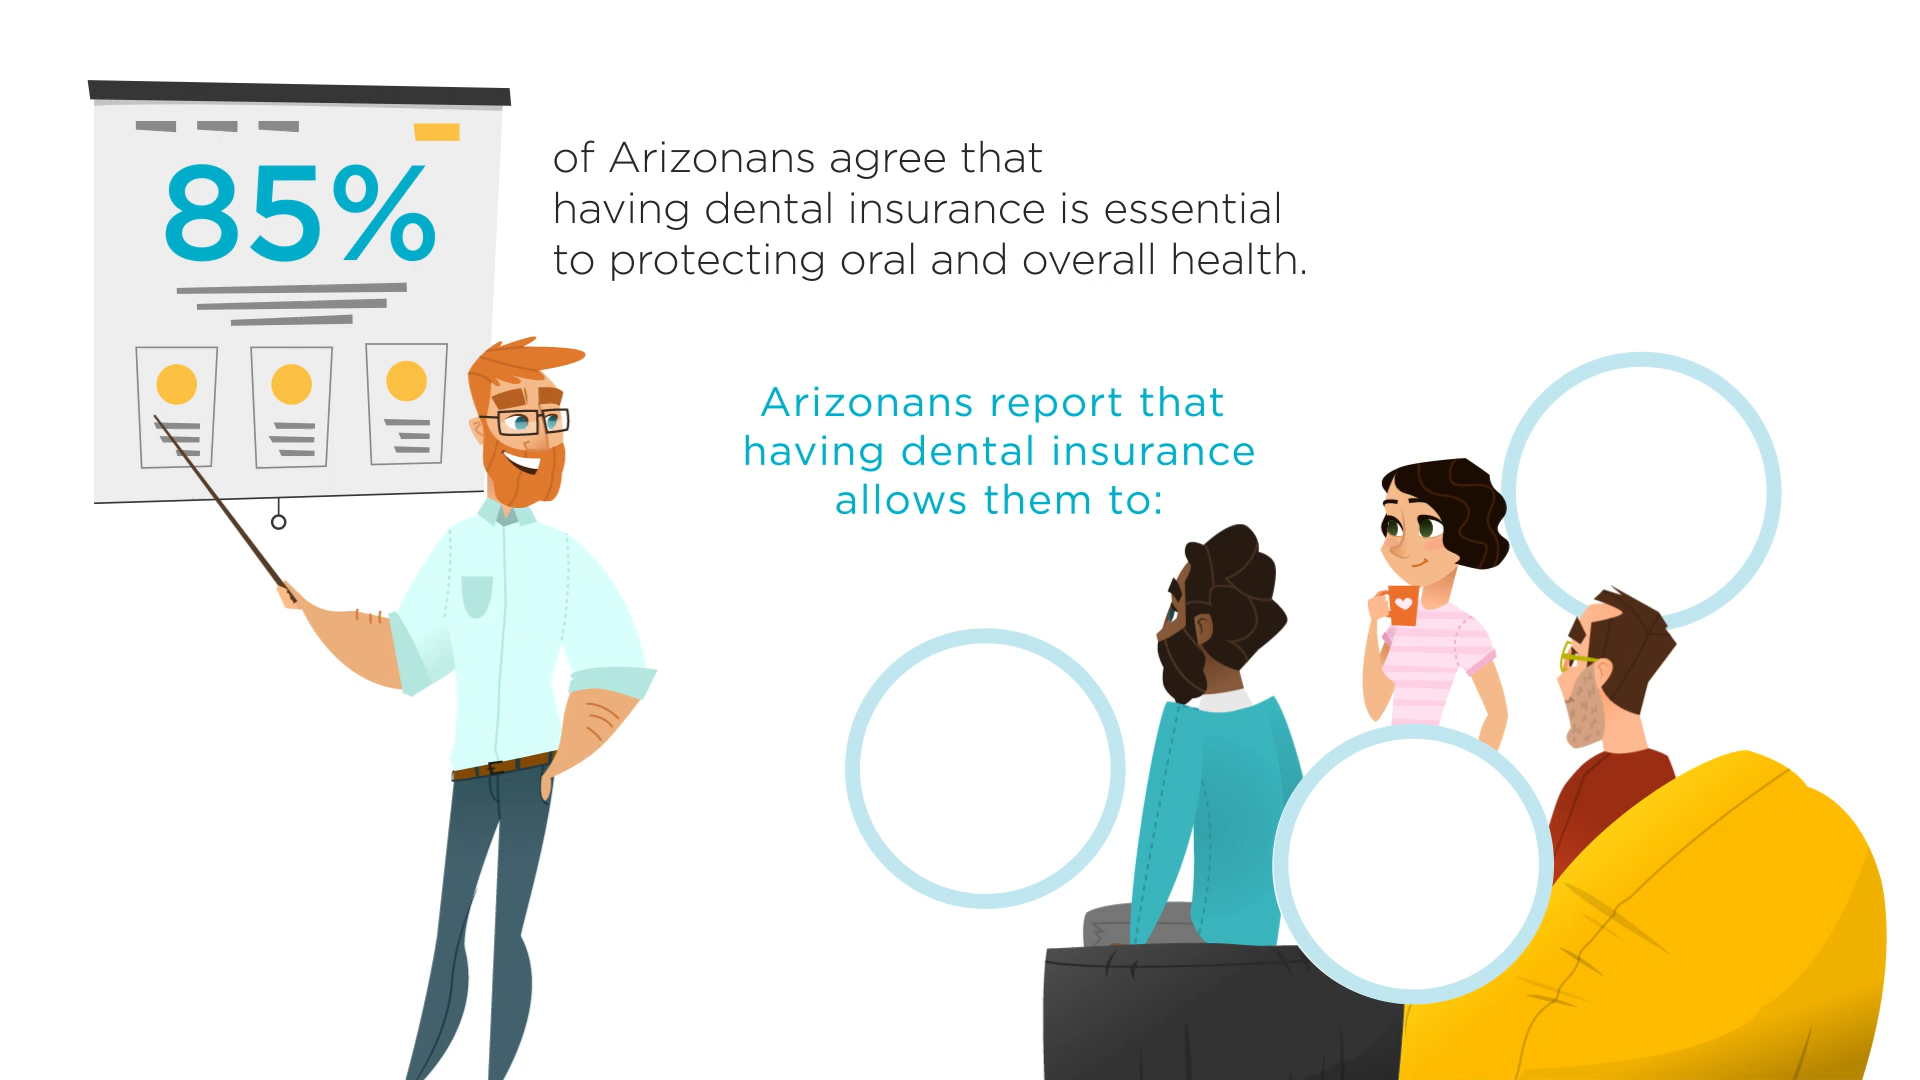 85%
of Arizonans agree that
having dental insurance is essential
to protecting oral and overall health.
Arizonans report that
having dental insurance
allows them to: